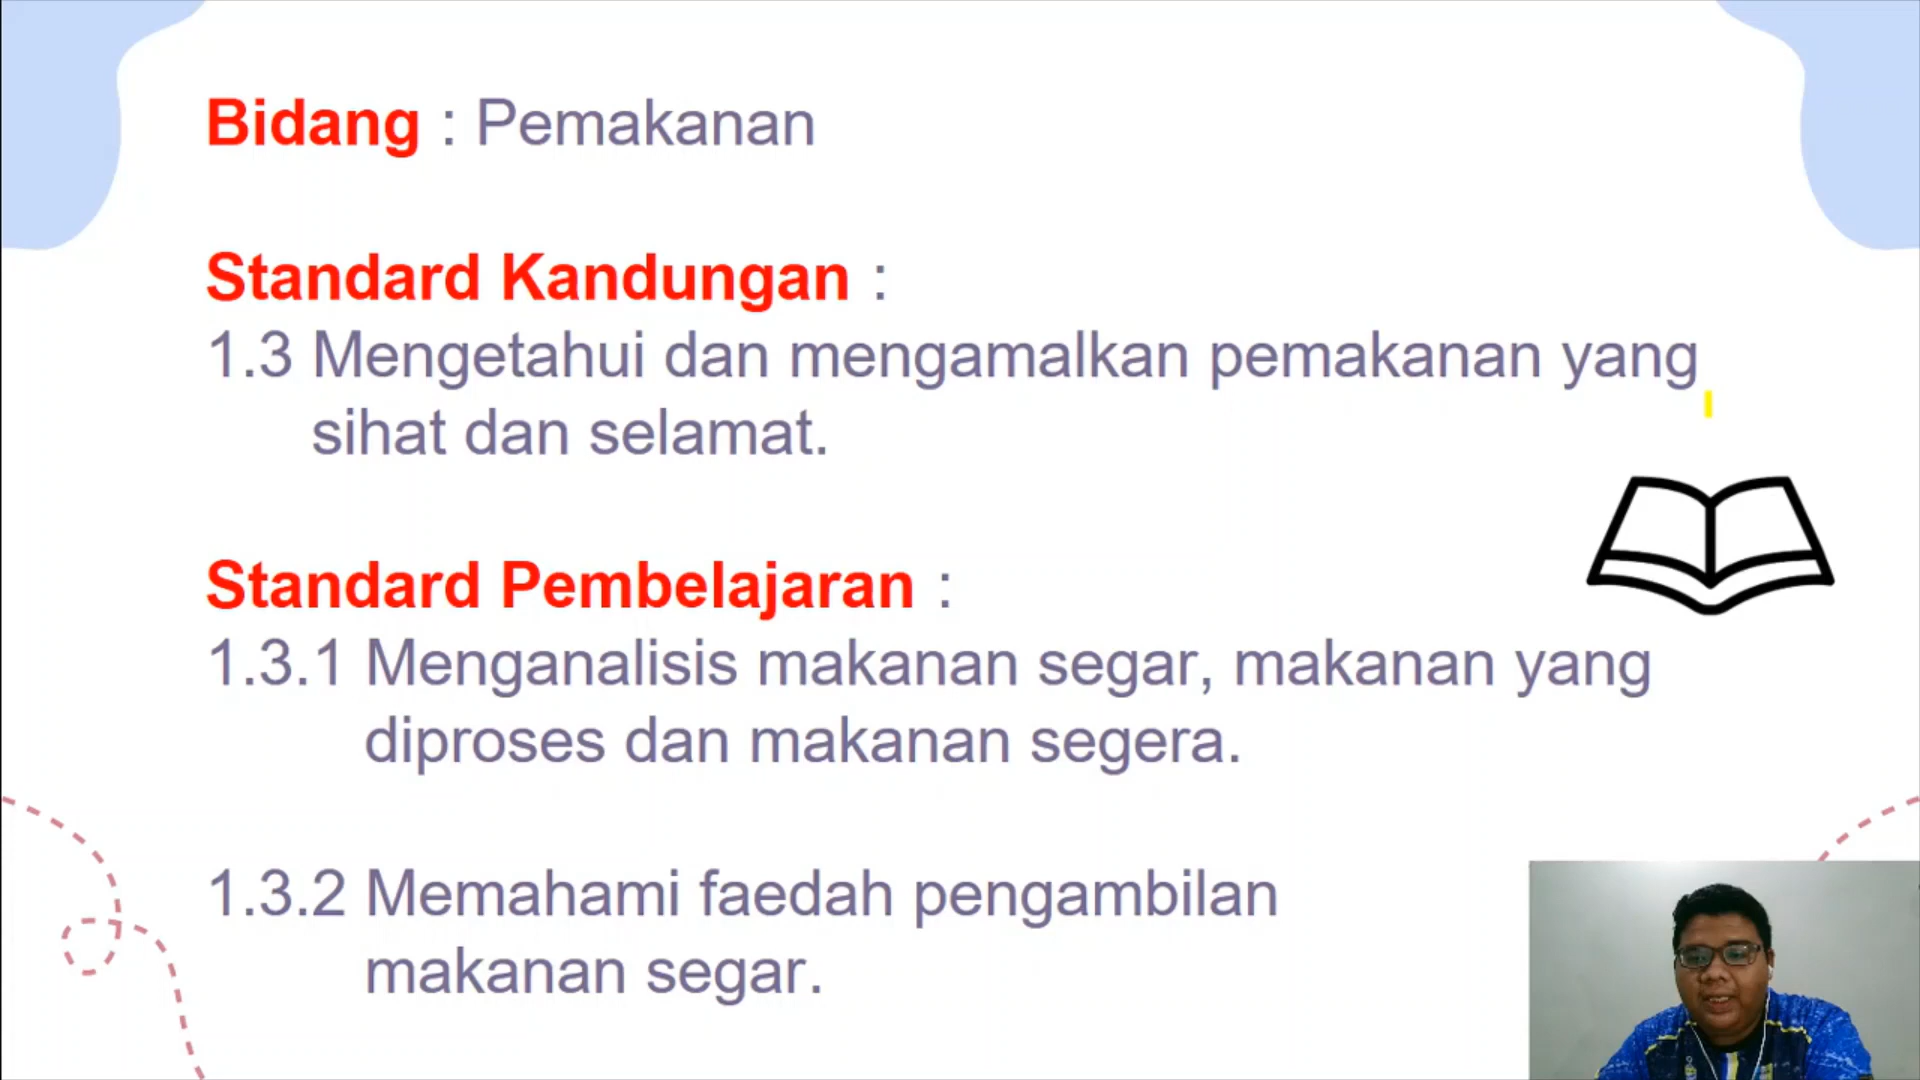 Bidang : Pemakanan
Standard Kandungan :
1.3 Mengetahui dan mengamalkan pemakanan yang
sihat dan selamat.
Standard Pembelajaran :
1.3.1 Menganalisis makanan segar, makanan yang
diproses dan makanan segera.
1.3.2 Memahami faedah pengambilan
makanan segar.